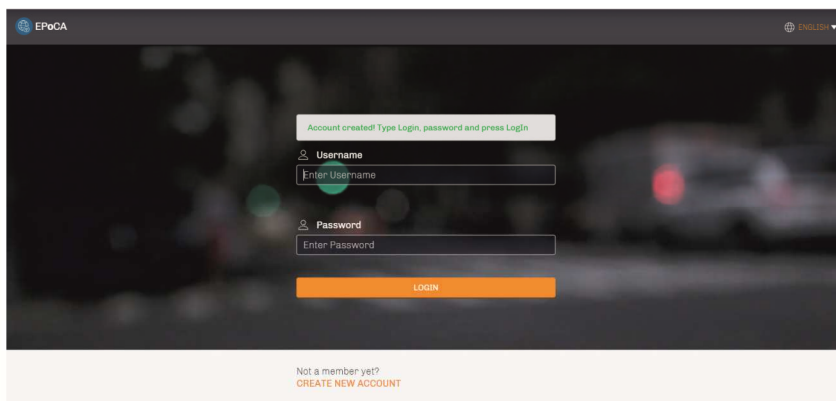 EPoCA
ENGLISH
Account created! Type Login, password and press LogIn
Username
Enter Username
Password
Enter Password
LOGIN
Not a member yet?
CREATE NEW ACCOUNT